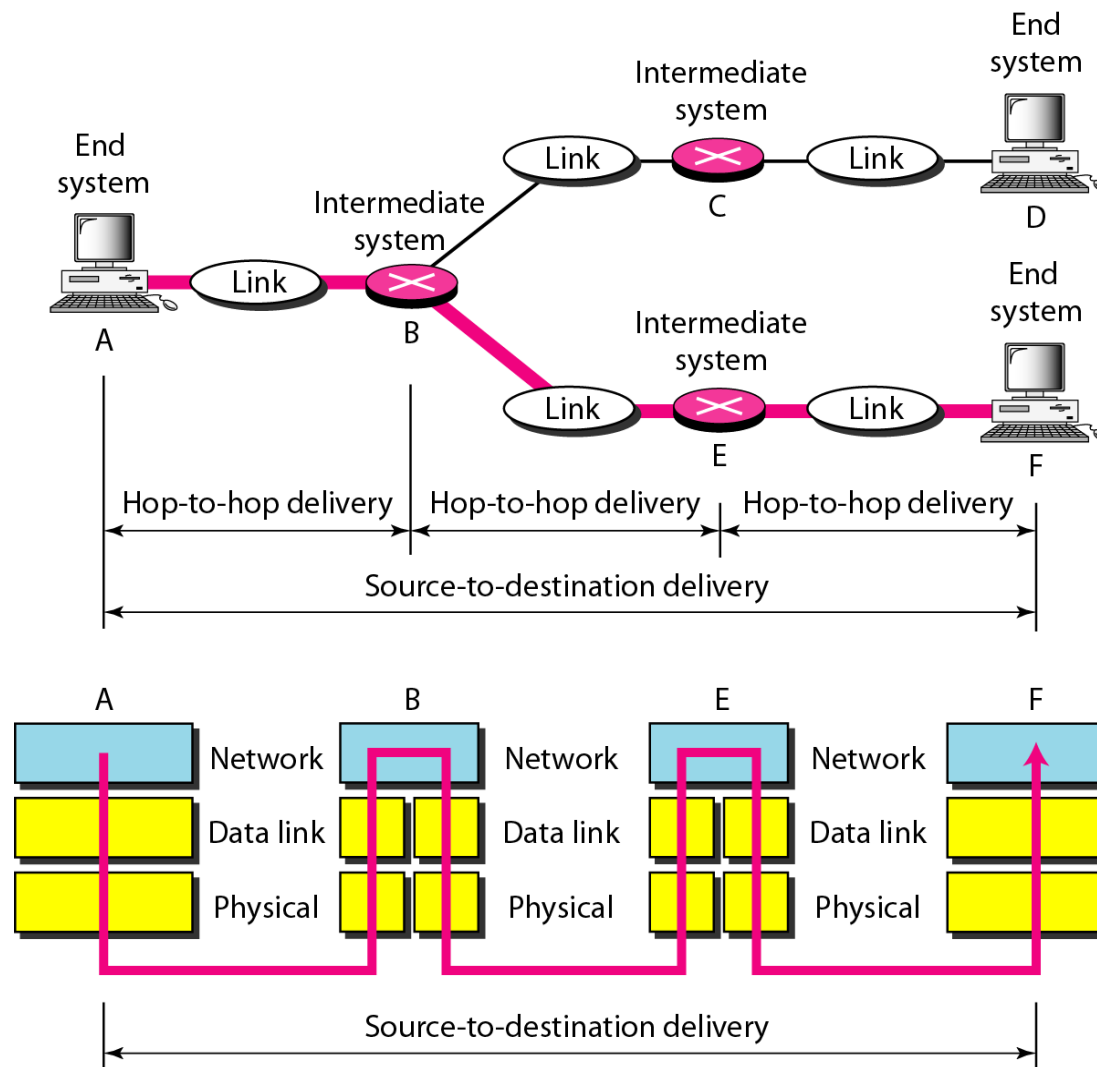 End
system
Intermediate
system
Link
Link
C
D
End
system
Intermediate
system
Link
A
B
End
system
Intermediate
system
Link
Link
E
F
Hop-to-hop delivery
Hop-to-hop delivery
Hop-to-hop delivery
Source-to-destination delivery
A
B
E
F
Network
Network
Network
Data link
Data link
Data link
Physical
Physical
Physical
Source-to-destination delivery